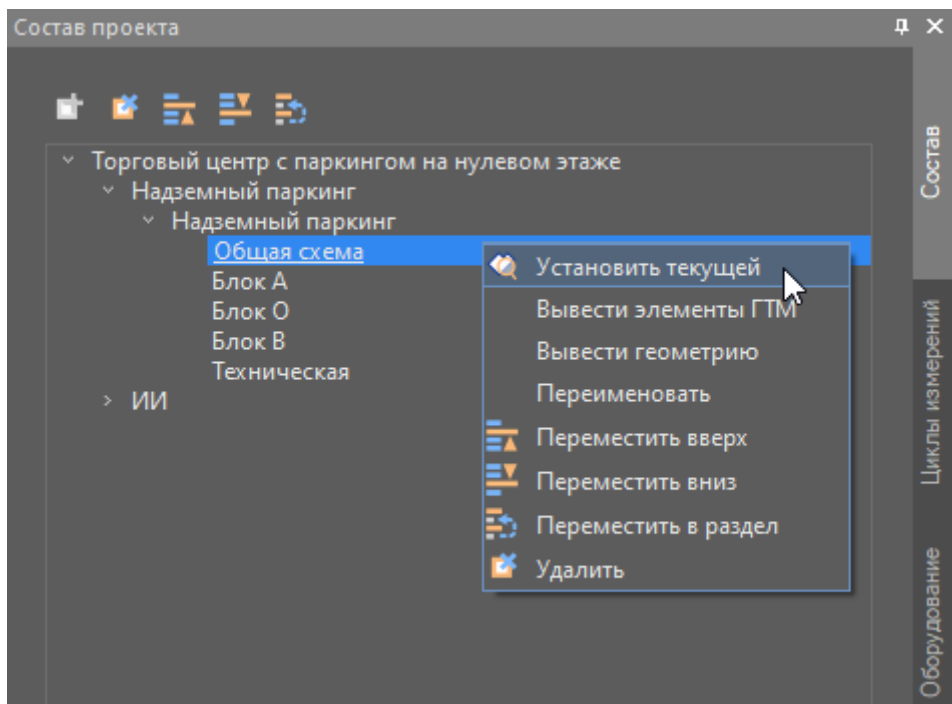 Состав проекта
Торговый центр с паркингом на нулевом этаже
Надземный паркинг
Надземный паркинг
Общая схема
Блок А
Блок О
Блок В
Техническая
ИИ
Установить текущей
Вывести элементы ГТМ
Вывести геометрию
Переименовать
Переместить вверх
Переместить вниз
Переместить в раздел
Удалить
Состав
Циклы измерений
Оборудование